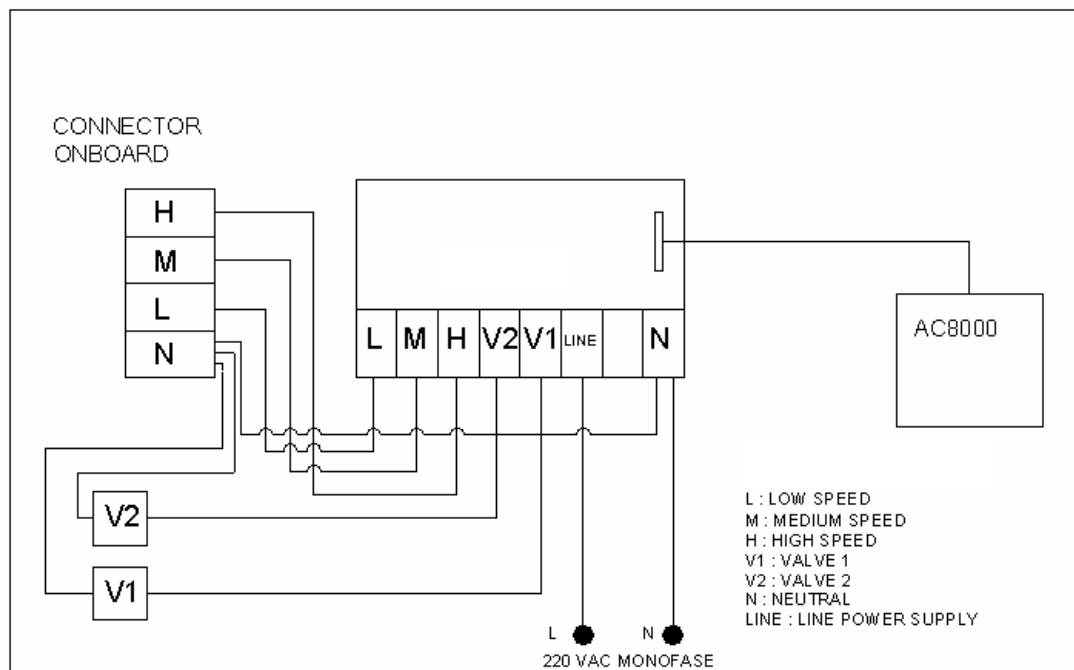 CONNECTOR
ONBOARD
H
M
L
N
L M H V2 V1 LINE N
AC8000
V2
V1
L : LOW SPEED
M : MEDIUM SPEED
H : HIGH SPEED
V1 : VALVE 1
V2 : VALVE 2
N : NEUTRAL
LINE : LINE POWER SUPPLY
L N
220 VAC MONOFASE